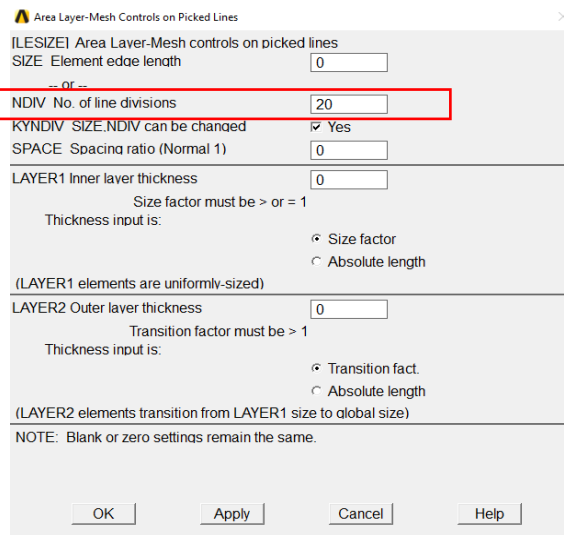 Area Layer-Mesh Controls on Picked Lines
[LESIZE] Area Layer-Mesh controls on picked lines
SIZE Element edge length 0
-- or --
NDIV No. of line divisions 20
KYNDIV SIZE,NDIV can be changed Yes
SPACE Spacing ratio (Normal 1) 0
LAYER1 Inner layer thickness 0
Size factor must be > or = 1
Thickness input is:
Size factor
Absolute length
(LAYER1 elements are uniformly-sized)
LAYER2 Outer layer thickness 0
Transition factor must be > 1
Thickness input is:
Transition fact.
Absolute length
(LAYER2 elements transition from LAYER1 size to global size)
NOTE: Blank or zero settings remain the same.
OK Apply Cancel Help